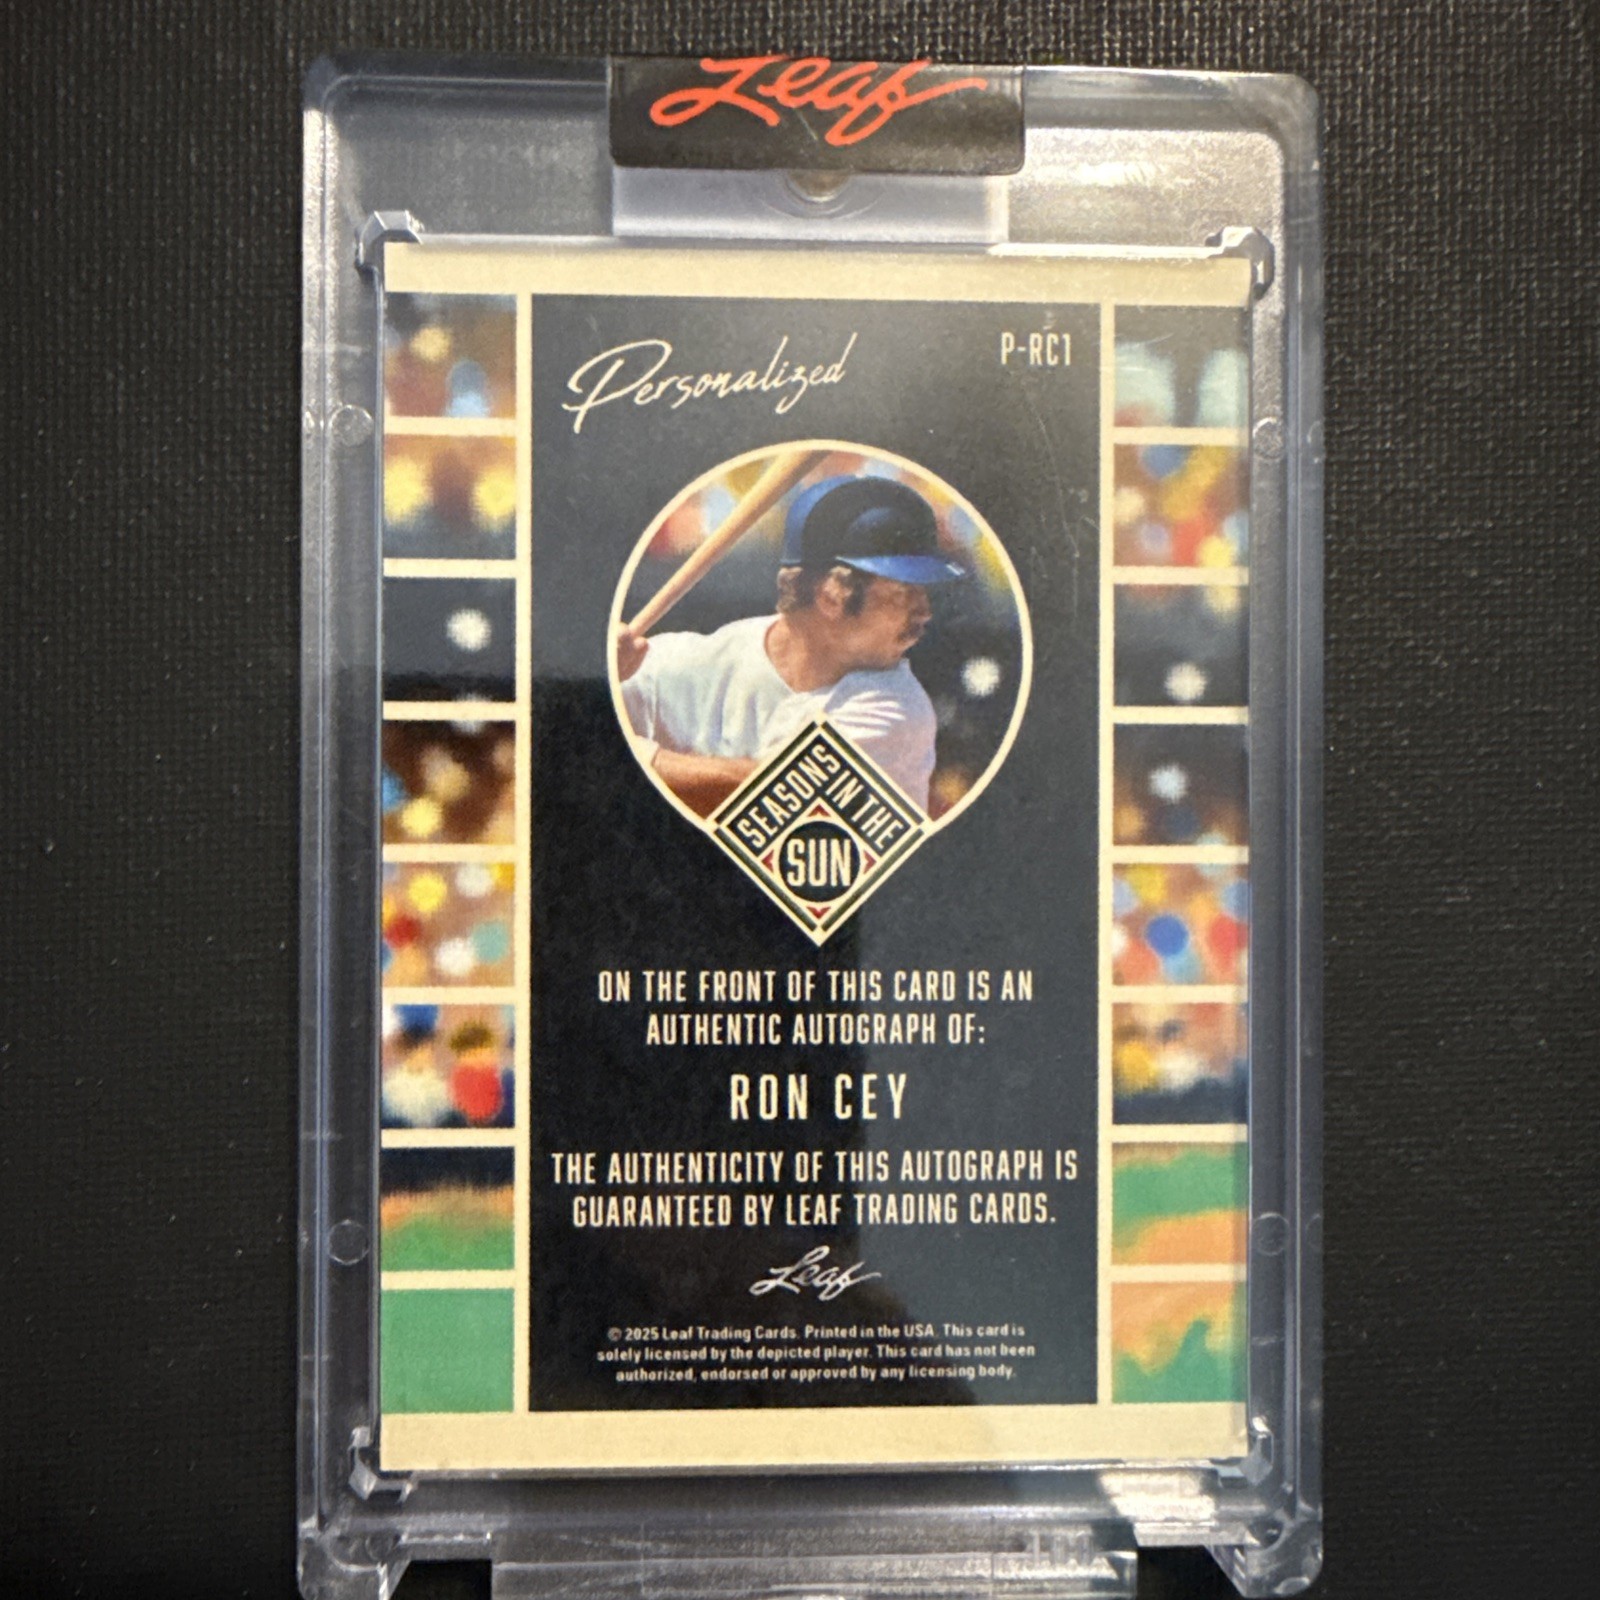 Leaf
Personalized
P-RC1
SEASONS
IN THE
SUN
ON THE FRONT OF THIS CARD IS AN
AUTHENTIC AUTOGRAPH OF:
RON CEY
THE AUTHENTICITY OF THIS AUTOGRAPH IS
GUARANTEED BY LEAF TRADING CARDS.
Leaf
© 2025 Leaf Trading Cards. Printed in the USA. This card is
solely licensed by the depicted player. This card has not been
authorized, endorsed or approved by any licensing body.